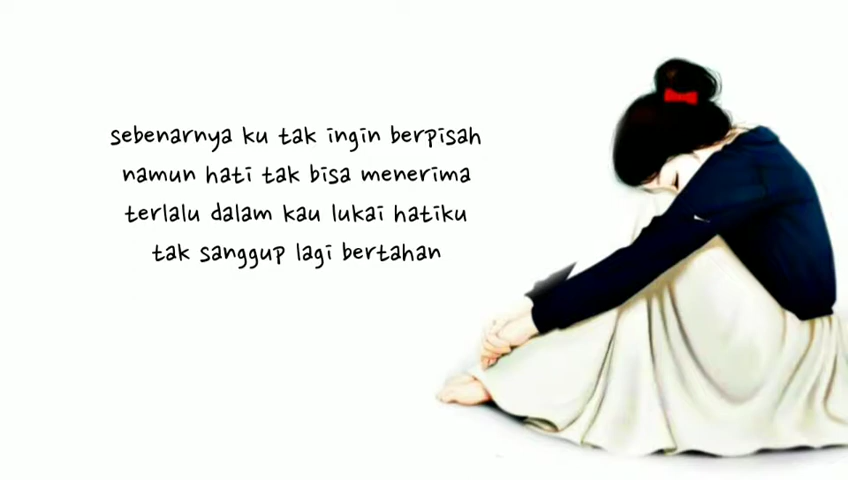 sebenarnya ku tak ingin berpisah
namun hati tak bisa menerima
terlalu dalam kau lukai hatiku
tak sanggup lagi bertahan